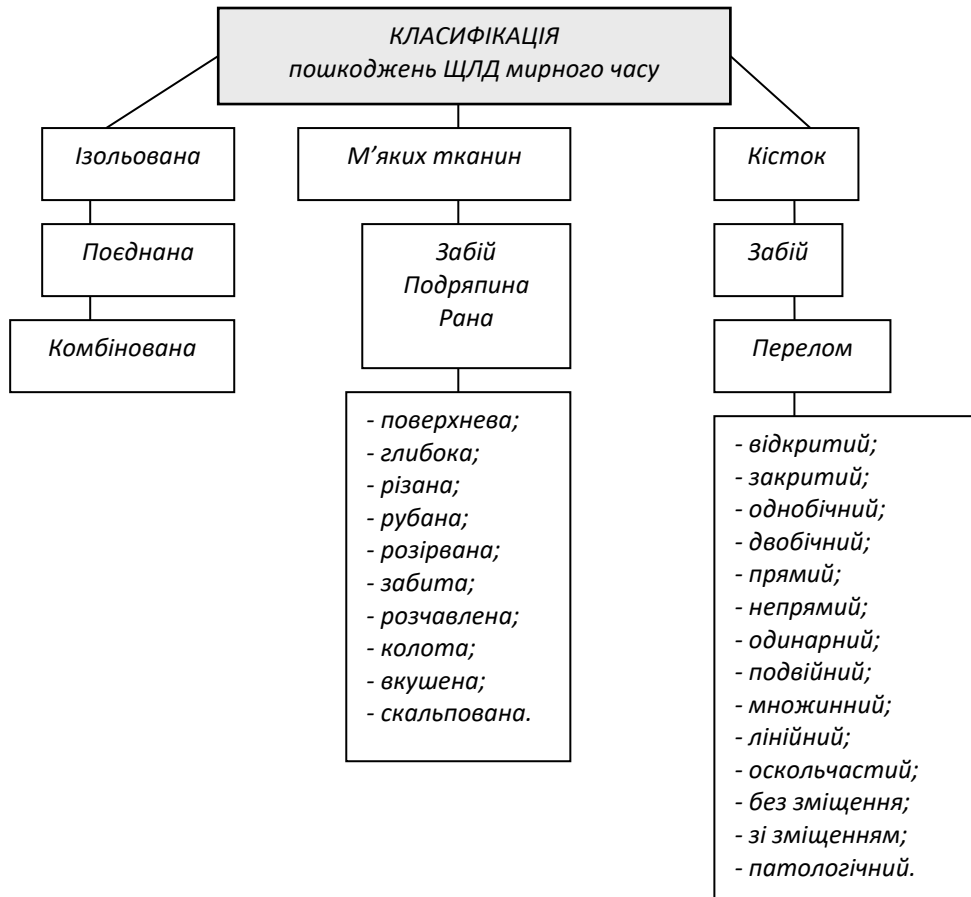 КЛАСИФІКАЦІЯ
пошкоджень ЩЛД мирного часу
Ізольована
Поєднана
Комбінована
М’яких тканин
Забій
Подряпина
Рана
- поверхнева;
- глибока;
- різана;
- рубана;
- розірвана;
- забита;
- розчавлена;
- колота;
- вкушена;
- скальпована.
Кісток
Забій
Перелом
- відкритий;
- закритий;
- однобічний;
- двобічний;
- прямий;
- непрямий;
- одинарний;
- подвійний;
- множинний;
- лінійний;
- оскольчастий;
- без зміщення;
- зі зміщенням;
- патологічний.